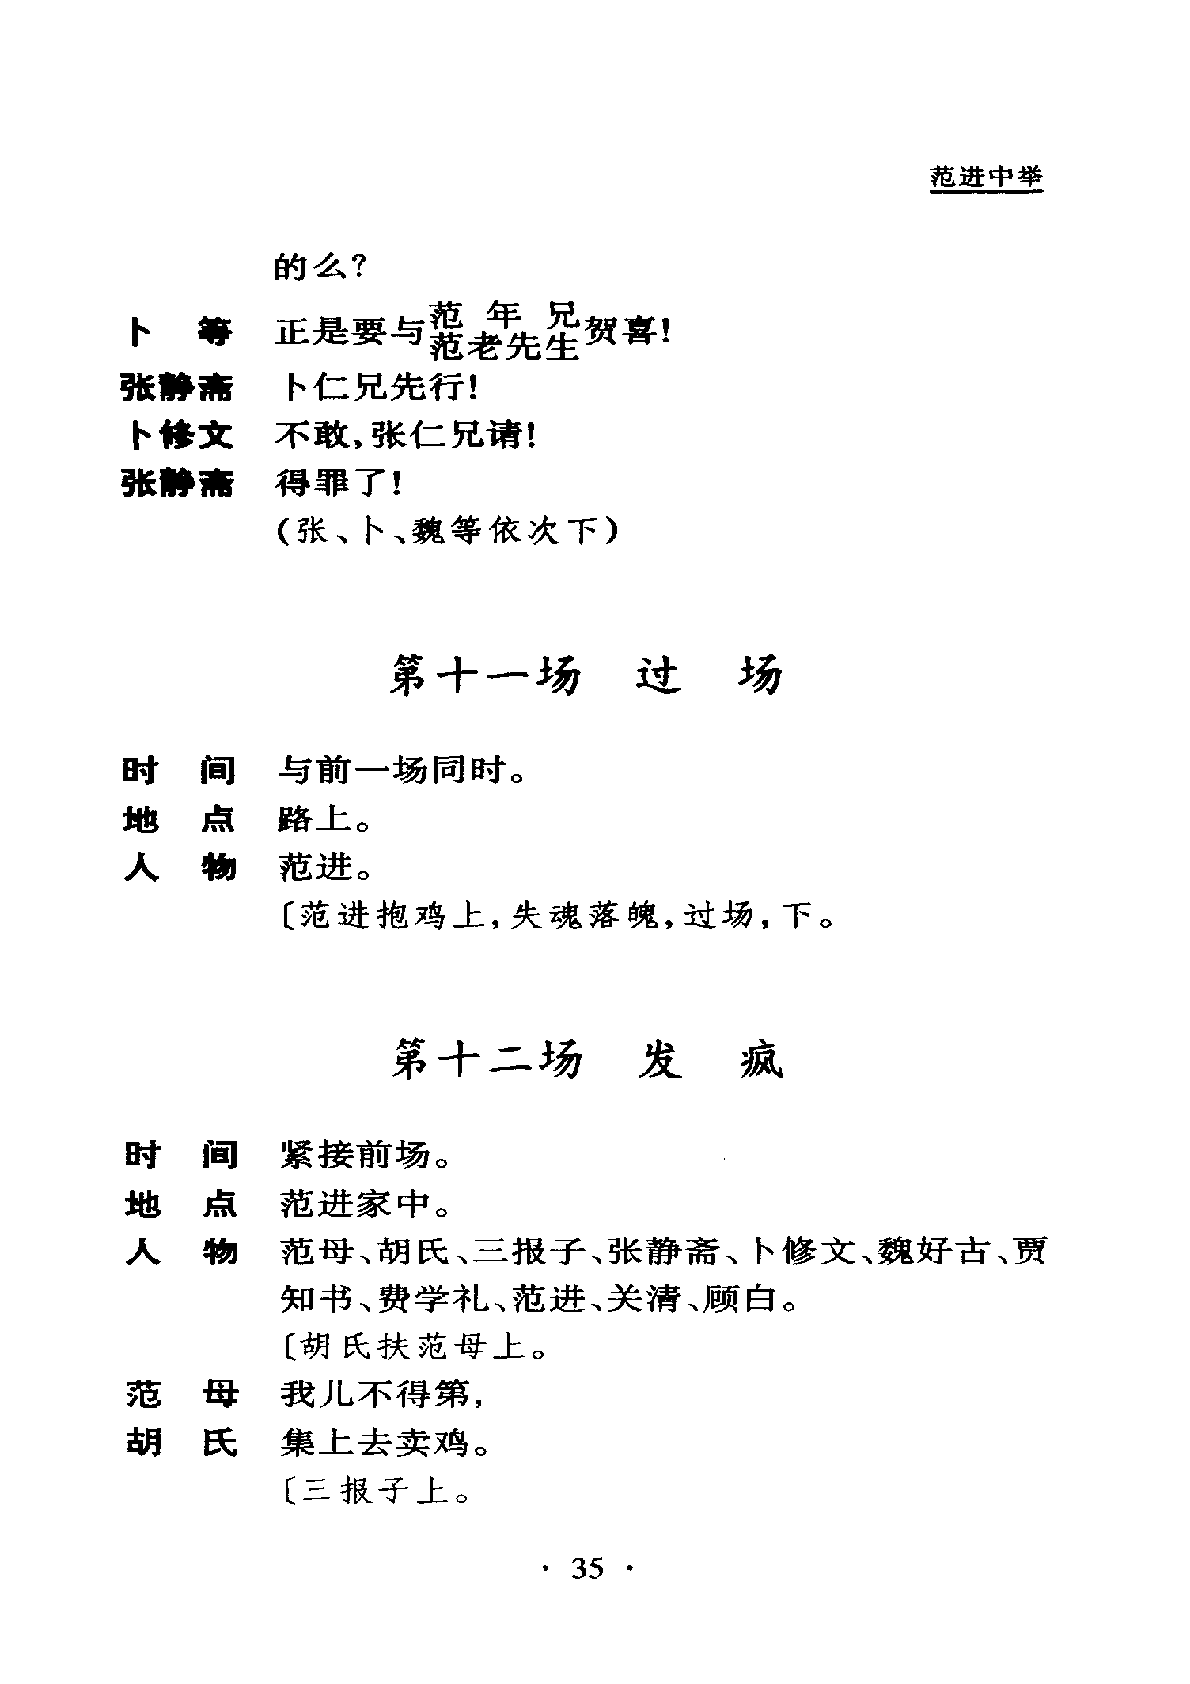 范进中举
的么？
卜　等　正是要与范　年　兄贺喜！
范老先生
张静斋　卜仁兄先行！
卜修文　不敢，张仁兄请！
张静斋　得罪了！
（张、卜、魏等依次下）
第十一场　过　场
时　间　与前一场同时。
地　点　路上。
人　物　范进。
〔范进抱鸡上，失魂落魄，过场，下。
第十二场　发　疯
时　间　紧接前场。
地　点　范进家中。
人　物　范母、胡氏、三报子、张静斋、卜修文、魏好古、贾
知书、费学礼、范进、关清、顾白。
〔胡氏扶范母上。
范　母　我儿不得第，
胡　氏　集上去卖鸡。
〔三报子上。
· 35 ·